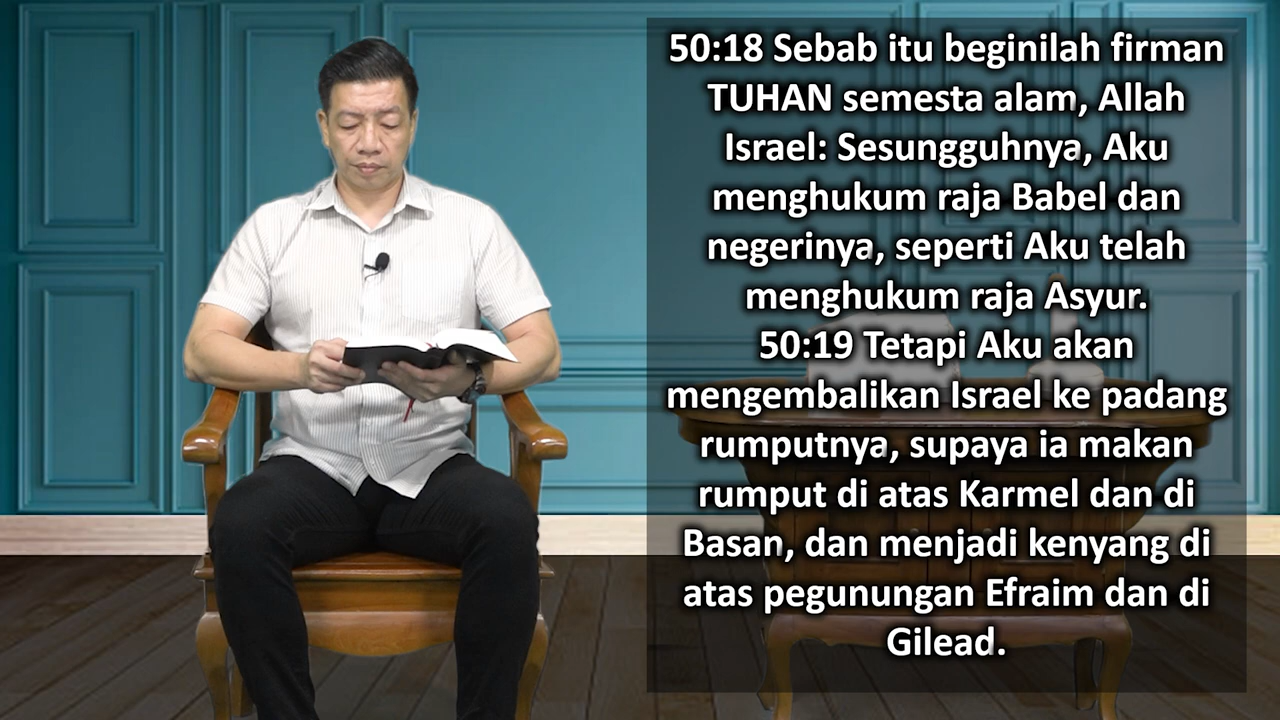 50:18 Sebab itu beginilah firman
TUHAN semesta alam, Allah
Israel: Sesungguhnya, Aku
menghukum raja Babel dan
negerinya, seperti Aku telah
menghukum raja Asyur.
50:19 Tetapi Aku akan
mengembalikan Israel ke padang
rumputnya, supaya ia makan
rumput di atas Karmel dan di
Basan, dan menjadi kenyang di
atas pegunungan Efraim dan di
Gilead.